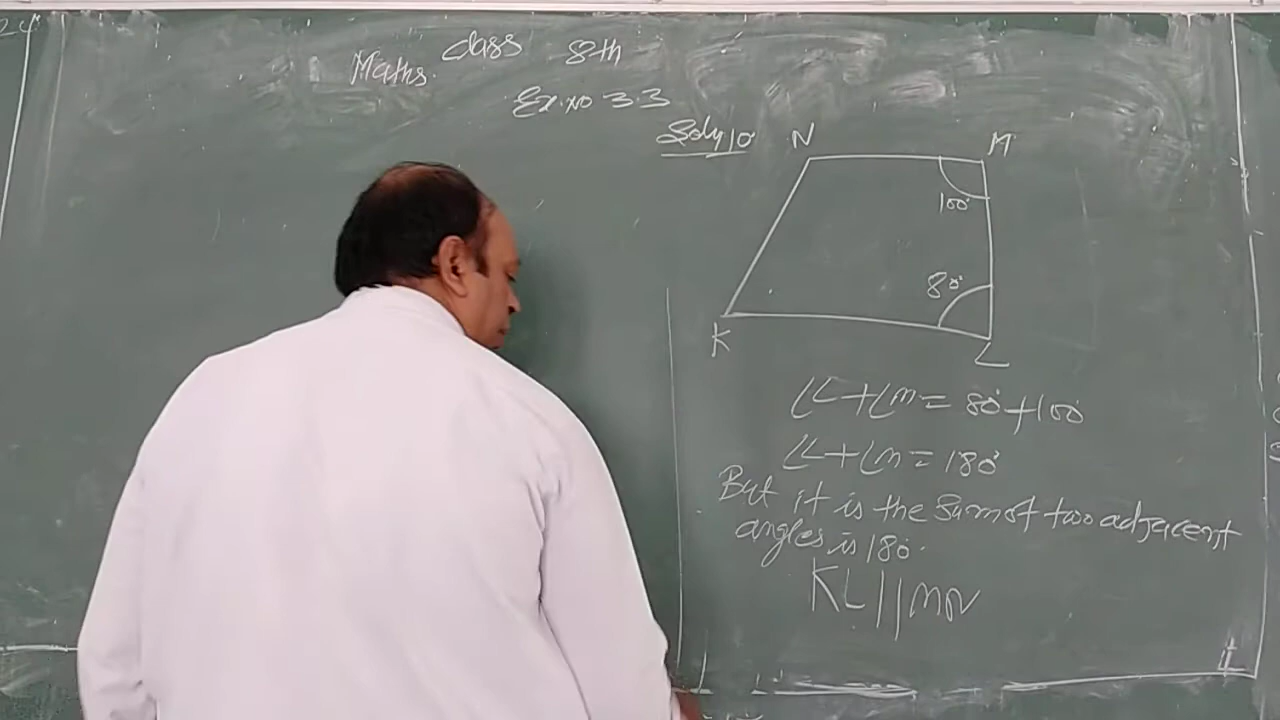 Maths. Class 8th
Ex. No 3.3
Soly 10
N
M
100°
80°
K
L
∠L+∠M= 80°+100°
∠L+∠M= 180°
But it is the sum of two adjacent
angles is 180°.
KL||MN